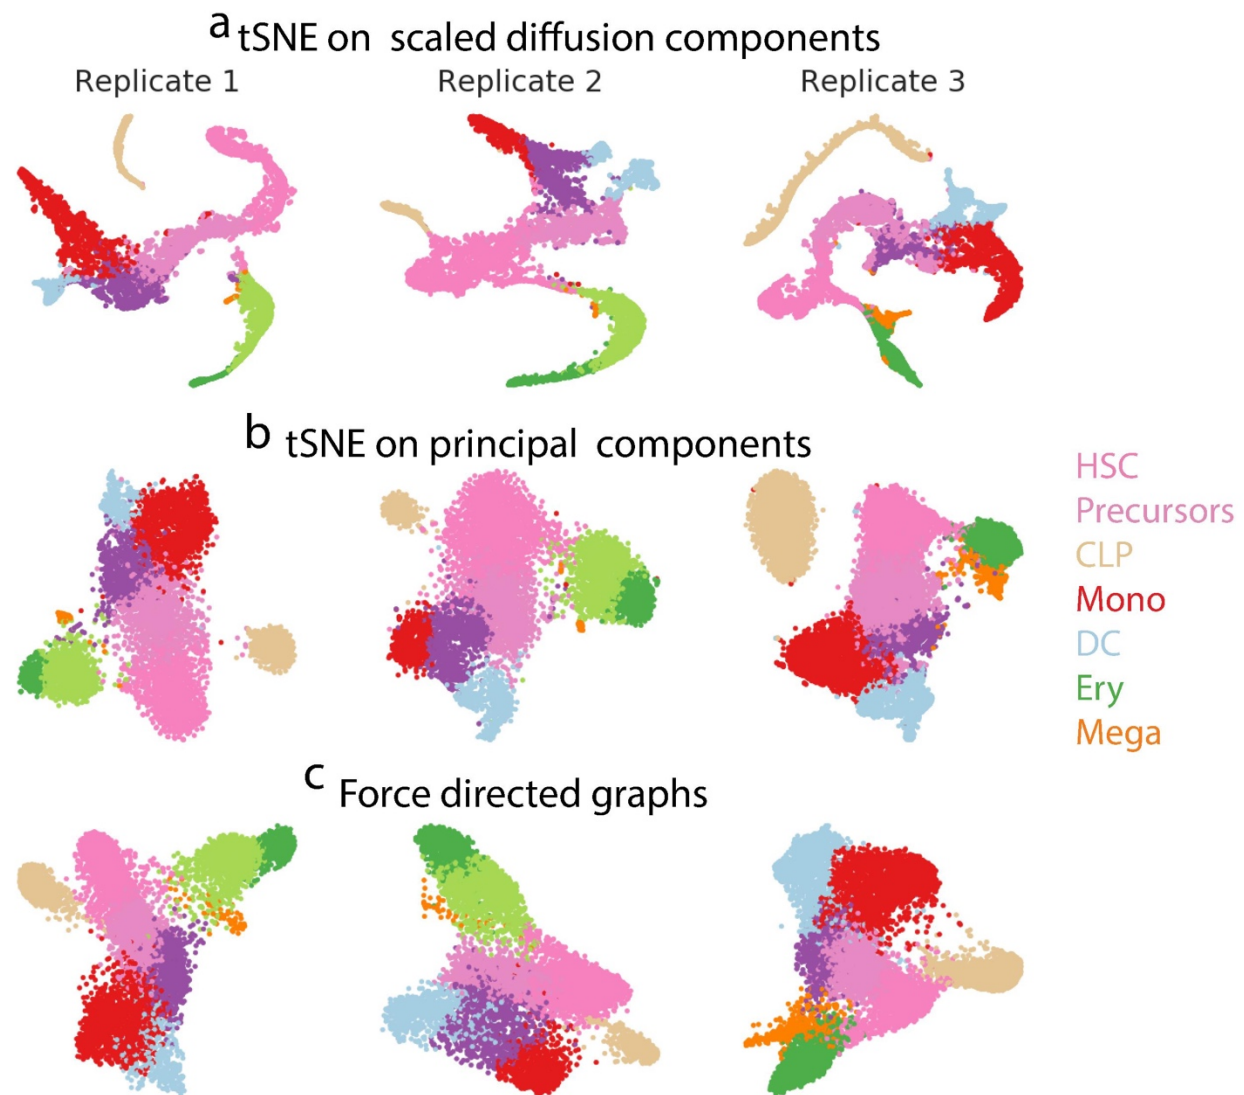 a tSNE on scaled diffusion components
Replicate 1 Replicate 2 Replicate 3
b tSNE on principal components
HSC
Precursors
CLP
Mono
DC
Ery
Mega
c Force directed graphs